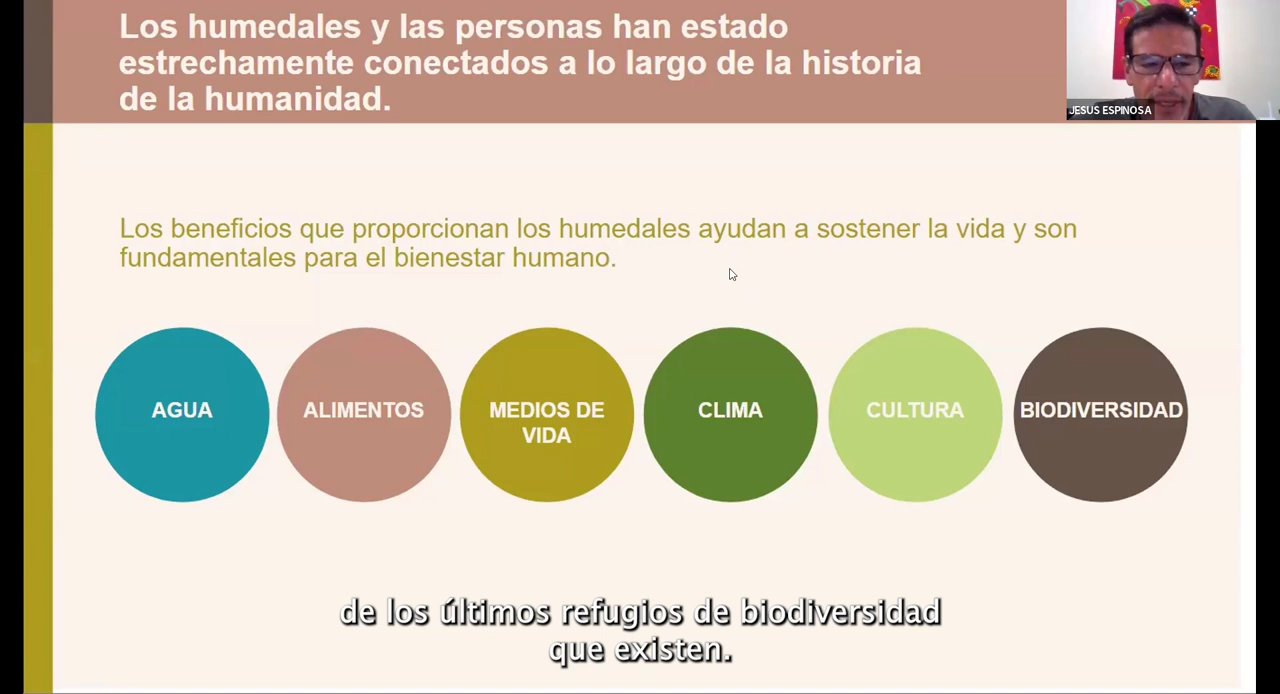 Los humedales y las personas han estado
estrechamente conectados a lo largo de la historia
de la humanidad.
JESUS ESPINOSA
Los beneficios que proporcionan los humedales ayudan a sostener la vida y son
fundamentales para el bienestar humano.
AGUA
ALIMENTOS
MEDIOS DE
VIDA
CLIMA
CULTURA
BIODIVERSIDAD
de los últimos refugios de biodiversidad
que existen.